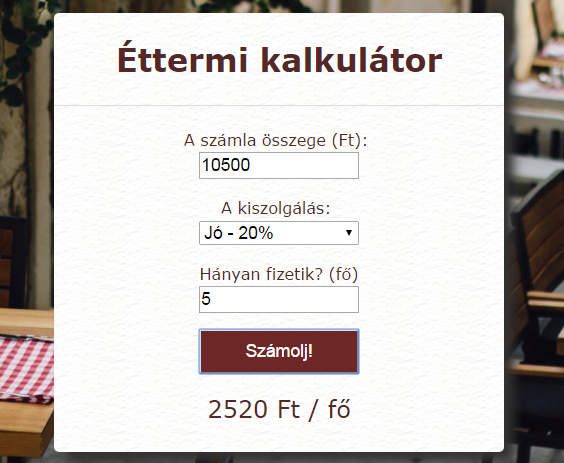 Éttermi kalkulátor
A számla összege (Ft):
10500
A kiszolgálás:
Jó - 20%
Hányan fizetik? (fő)
5
Számolj!
2520 Ft / fő